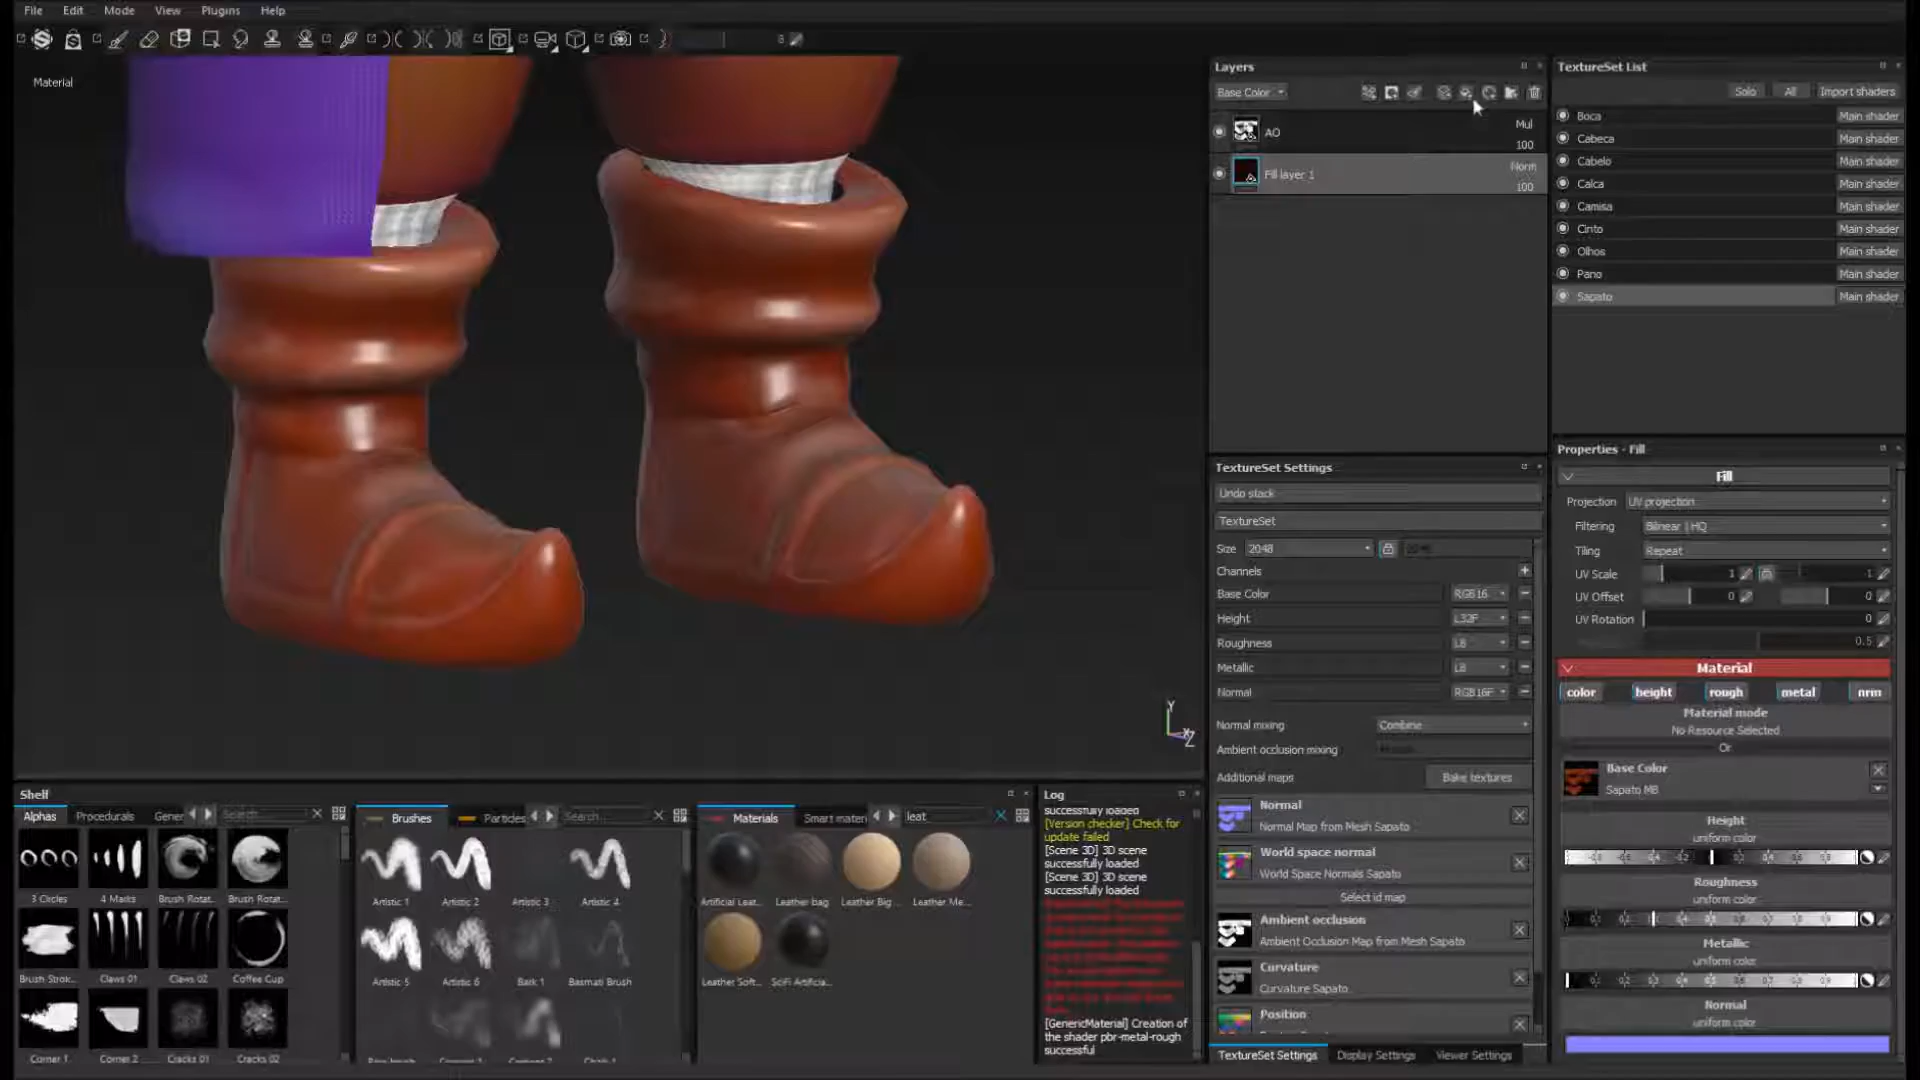 File Edit Mode View Plugins Help
8
Material
Y
Z
Layers
Base Color
AO
Mul
100
Fill layer 1
Norm
100
TextureSet List
Solo All Import shaders
Boca Main shader
Cabeca Main shader
Cabelo Main shader
Calca Main shader
Camisa Main shader
Cinto Main shader
Olhos Main shader
Pano Main shader
Sapato Main shader
TextureSet Settings
Undo stack
TextureSet
Size 2048
Channels
Base Color RGB16
Height L32F
Roughness L8
Metallic L8
Normal RGB16F
Normal mixing Combine
Ambient occlusion mixing
Additional maps Bake textures
Normal
Normal Map from Mesh Sapato
World space normal
World Space Normals Sapato
Select id map
Ambient occlusion
Ambient Occlusion Map from Mesh Sapato
Curvature
Curvature Sapato
Position
TextureSet Settings Display Settings Viewer Settings
Properties - Fill
Fill
Projection UV projection
Filtering Bilinear | HQ
Tiling Repeat
UV Scale 1 1
UV Offset 0 0
UV Rotation 0
0.5
Material
color height rough metal nrm
Material mode
No Resource Selected
Or
Base Color
Sapato MB
Height
uniform color
Roughness
uniform color
Metallic
uniform color
Normal
uniform color
Shelf
Alphas Procedurals Gener Search...
3 Circles 4 Masks Brush Rotat... Brush Rotat...
Brush Strok... Claws 01 Claws 02 Coffee Cup
Corner 1 Corner 2 Cracks 01 Cracks 02
Brushes Particles Search...
Artistic 1 Artistic 2 Artistic 3 Artistic 4
Artistic 5 Artistic 6 Bark 1 Basmati Brush
Materials Smart materi leat
Artificial Leat... Leather bag Leather Big ... Leather Me...
Leather Soft... SciFi Artificia...
Log
successfully loaded
[Version checker] Check for
update failed
[Scene 3D] 3D scene
successfully loaded
[Scene 3D] 3D scene
successfully loaded
[GenericMaterial] Creation of
the shader pbr-metal-rough
successful